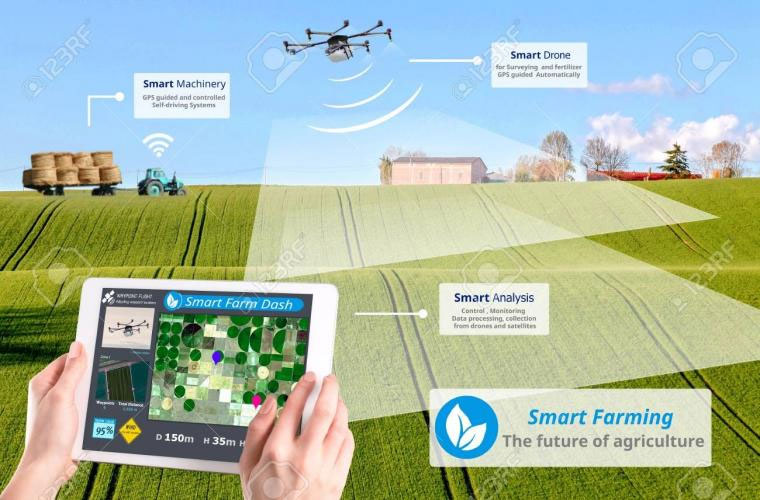 Smart Drone
for Surveying and fertilizer
GPS guided Automatically
Smart Machinery
GPS guided and controlled
Self-driving Systems
WAYPOINT FLIGHT
Smart Farm Dash
Smart Analysis
Control , Monitoring
Data processing, collection
from drones and satellites
95%
WIND
D 150m H 35m H
Smart Farming
The future of agriculture
123RF